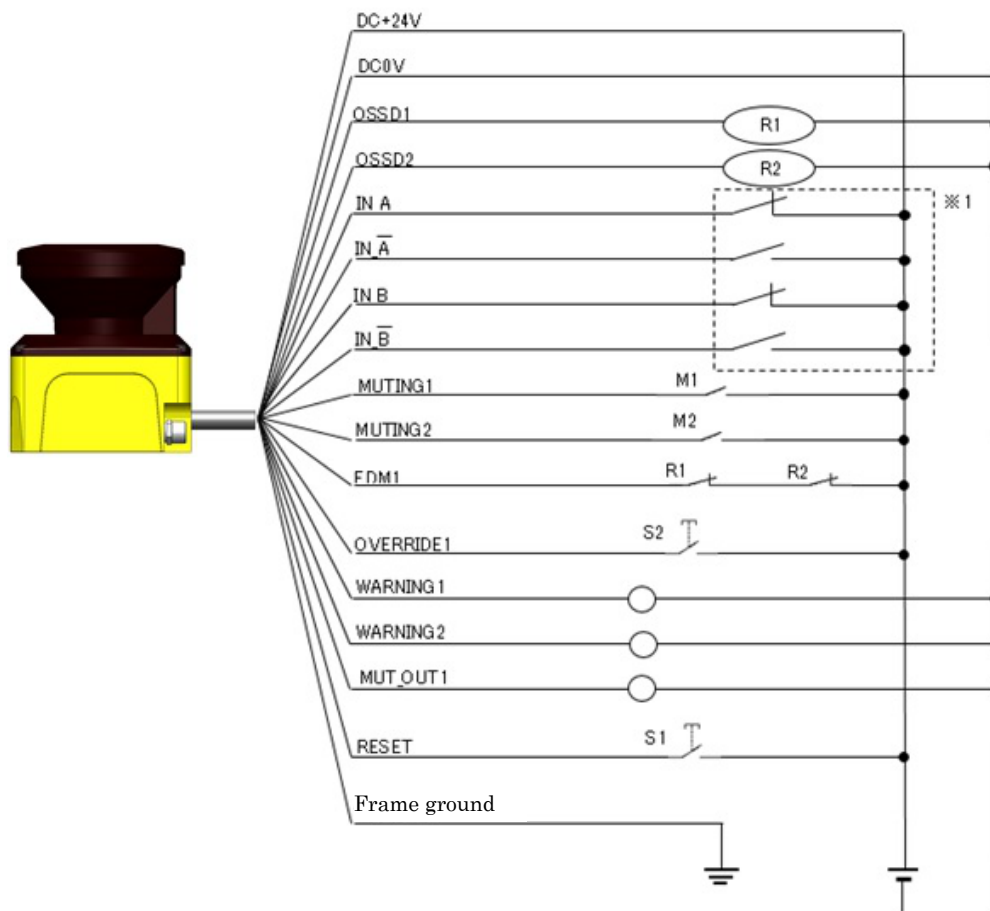 DC+24V
DC0V
OSSD1
R1
OSSD2
R2
IN A
※1
IN_A̅
IN B
IN_B̅
MUTING1
M1
MUTING2
M2
EDM1
R1
R2
OVERRIDE1
S2
WARNING1
WARNING2
MUT_OUT1
RESET
S1
Frame ground